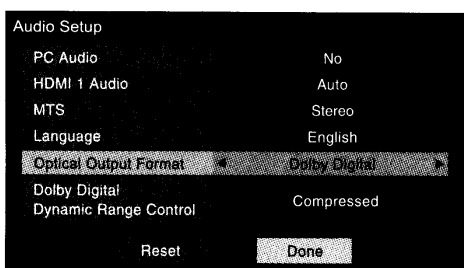 Audio Setup
PC Audio No
HDMI 1 Audio Auto
MTS Stereo
Language English
Optical Output Format Dolby Digital
Dolby Digital
Dynamic Range Control Compressed
Reset Done